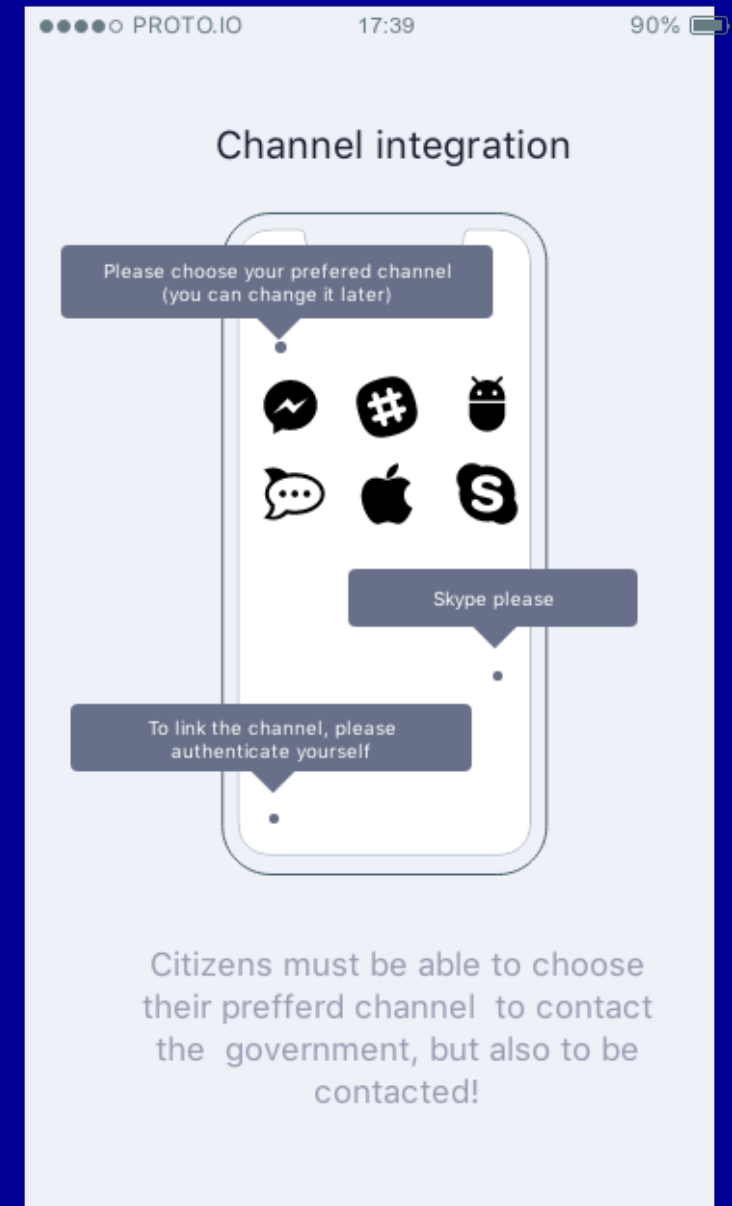 PROTO.IO 17:39 90%
Channel integration
Please choose your prefered channel
(you can change it later)
Skype please
To link the channel, please
authenticate yourself
Citizens must be able to choose
their prefferd channel to contact
the government, but also to be
contacted!